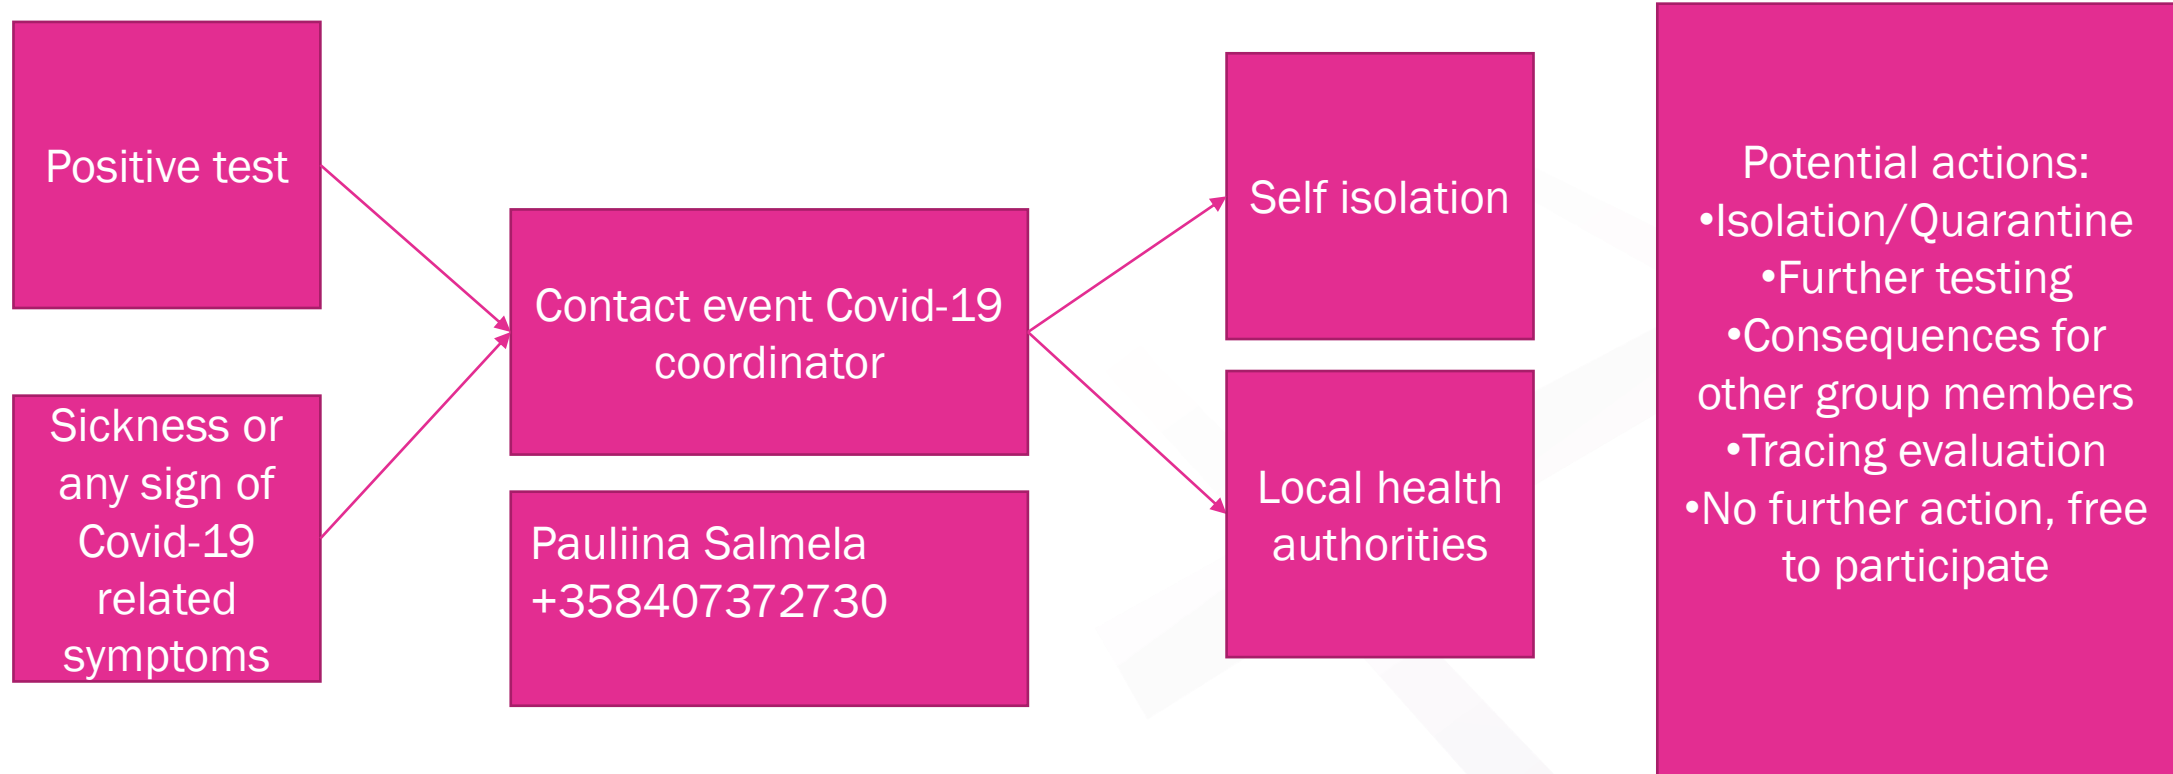 Positive test
Sickness or
any sign of
Covid-19
related
symptoms
Contact event Covid-19
coordinator
Pauliina Salmela
+358407372730
Self isolation
Local health
authorities
Potential actions:
•Isolation/Quarantine
•Further testing
•Consequences for
other group members
•Tracing evaluation
•No further action, free
to participate